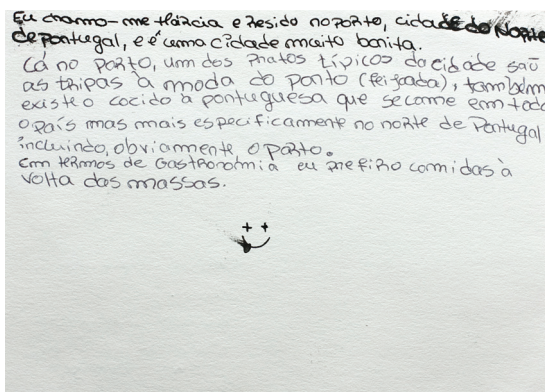 Eu chamo-me Márcia e Resido no Porto, cidade do Norte
de Portugal, e é uma cidade muito bonita.
Cá no Porto, um dos Pratos típicos da cidade são
as tripas à moda do porto (feijoada), também
existe o cocido à portuguesa que se come em todo
o país mas mais especificamente no norte de Portugal
incluindo, obviamente o porto.
Em termos de Gastronomia eu prefiro comidas à
volta das massas.